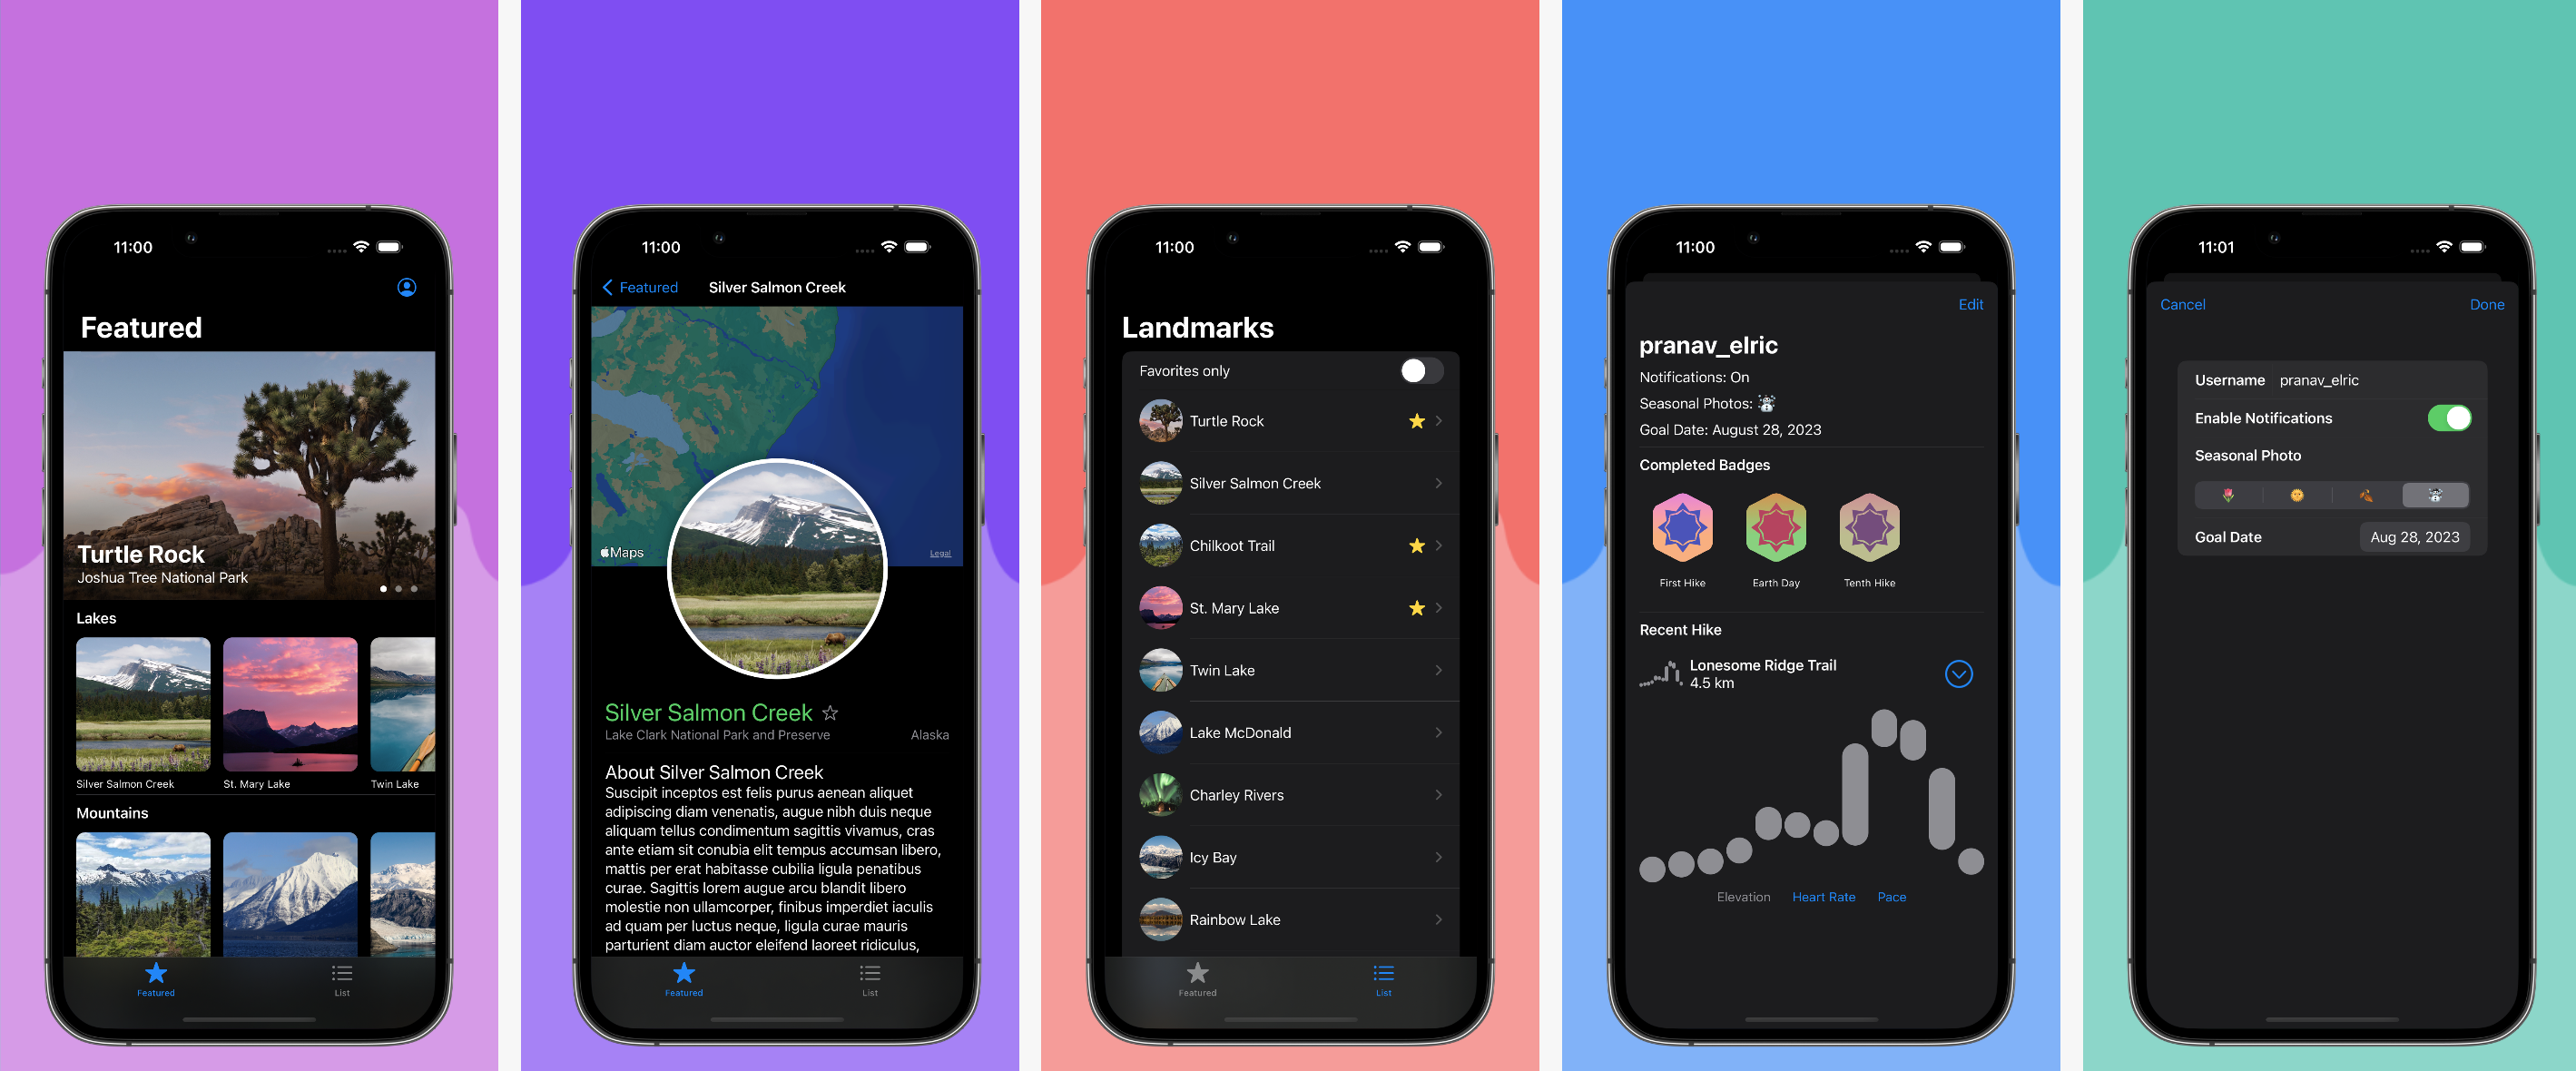 11:00
Featured
Turtle Rock
Joshua Tree National Park
Lakes
Silver Salmon Creek
St. Mary Lake
Twin Lake
Mountains
Featured
List
11:00
Featured
Silver Salmon Creek
Maps
Legal
Silver Salmon Creek
Lake Clark National Park and Preserve
Alaska
About Silver Salmon Creek
Suscipit inceptos est felis purus aenean aliquet
adipiscing diam venenatis, augue nibh duis neque
aliquam tellus condimentum sagittis vivamus, cras
ante etiam sit conubia elit tempus accumsan libero,
mattis per erat habitasse cubilia ligula penatibus
curae. Sagittis lorem augue arcu blandit libero
molestie non ullamcorper, finibus imperdiet iaculis
ad quam per luctus neque, ligula curae mauris
parturient diam auctor eleifend laoreet ridiculus,
Featured
List
11:00
Landmarks
Favorites only
Turtle Rock
Silver Salmon Creek
Chilkoot Trail
St. Mary Lake
Twin Lake
Lake McDonald
Charley Rivers
Icy Bay
Rainbow Lake
Featured
List
11:00
Edit
pranav_elric
Notifications: On
Seasonal Photos: ☃️
Goal Date: August 28, 2023
Completed Badges
First Hike
Earth Day
Tenth Hike
Recent Hike
Lonesome Ridge Trail
4.5 km
Elevation
Heart Rate
Pace
11:01
Cancel
Done
Username pranav_elric
Enable Notifications
Seasonal Photo
Goal Date
Aug 28, 2023